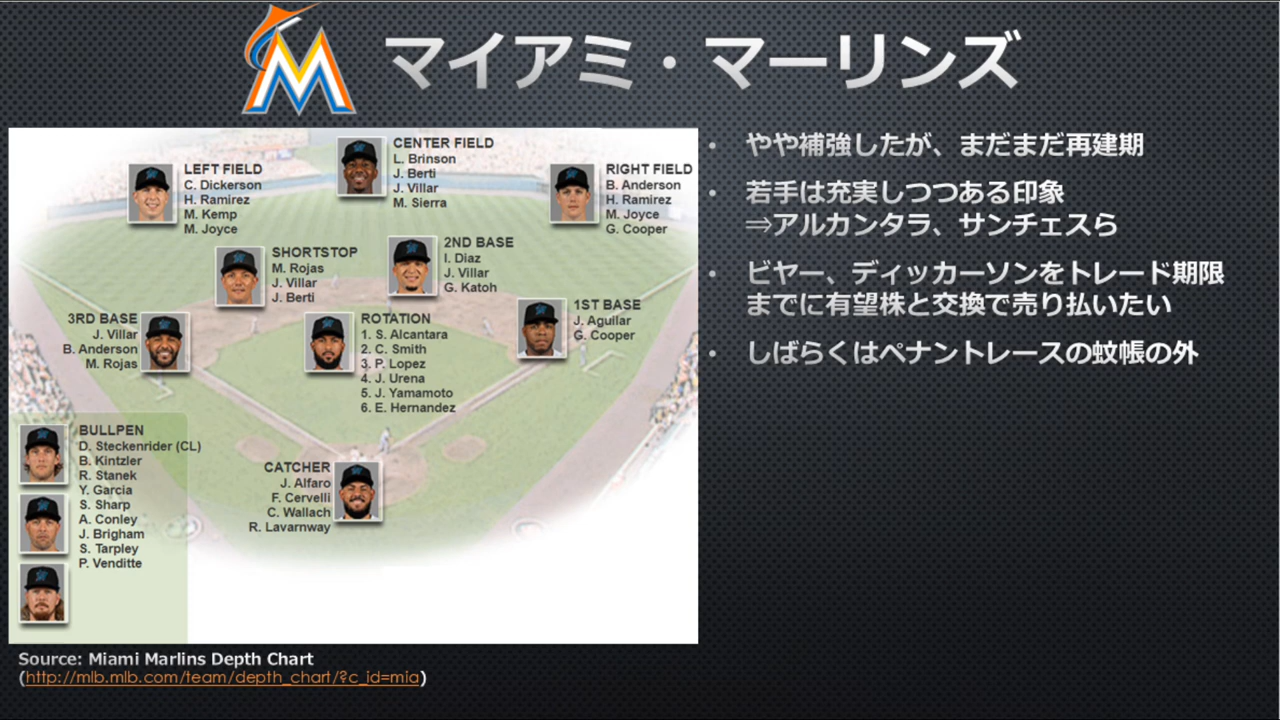 マイアミ・マーリンズ
LEFT FIELD
C. Dickerson
H. Ramirez
M. Kemp
M. Joyce
CENTER FIELD
L. Brinson
J. Berti
J. Villar
M. Sierra
RIGHT FIELD
B. Anderson
H. Ramirez
M. Joyce
G. Cooper
SHORTSTOP
M. Rojas
J. Villar
J. Berti
2ND BASE
I. Diaz
J. Villar
G. Katoh
3RD BASE
J. Villar
B. Anderson
M. Rojas
ROTATION
1. S. Alcantara
2. C. Smith
3. P. Lopez
4. J. Urena
5. J. Yamamoto
6. E. Hernandez
1ST BASE
J. Aguilar
G. Cooper
BULLPEN
D. Steckenrider (CL)
B. Kintzler
R. Stanek
Y. Garcia
S. Sharp
A. Conley
J. Brigham
S. Tarpley
P. Venditte
CATCHER
J. Alfaro
F. Cervelli
C. Wallach
R. Lavarnway
• やや補強したが、まだまだ再建期
• 若手は充実しつつある印象
⇒アルカンタラ、サンチェスら
• ビヤー、ディッカーソンをトレード期限
までに有望株と交換で売り払いたい
• しばらくはペナントレースの蚊帳の外
Source: Miami Marlins Depth Chart
(http://mlb.mlb.com/team/depth_chart/?c_id=mia)